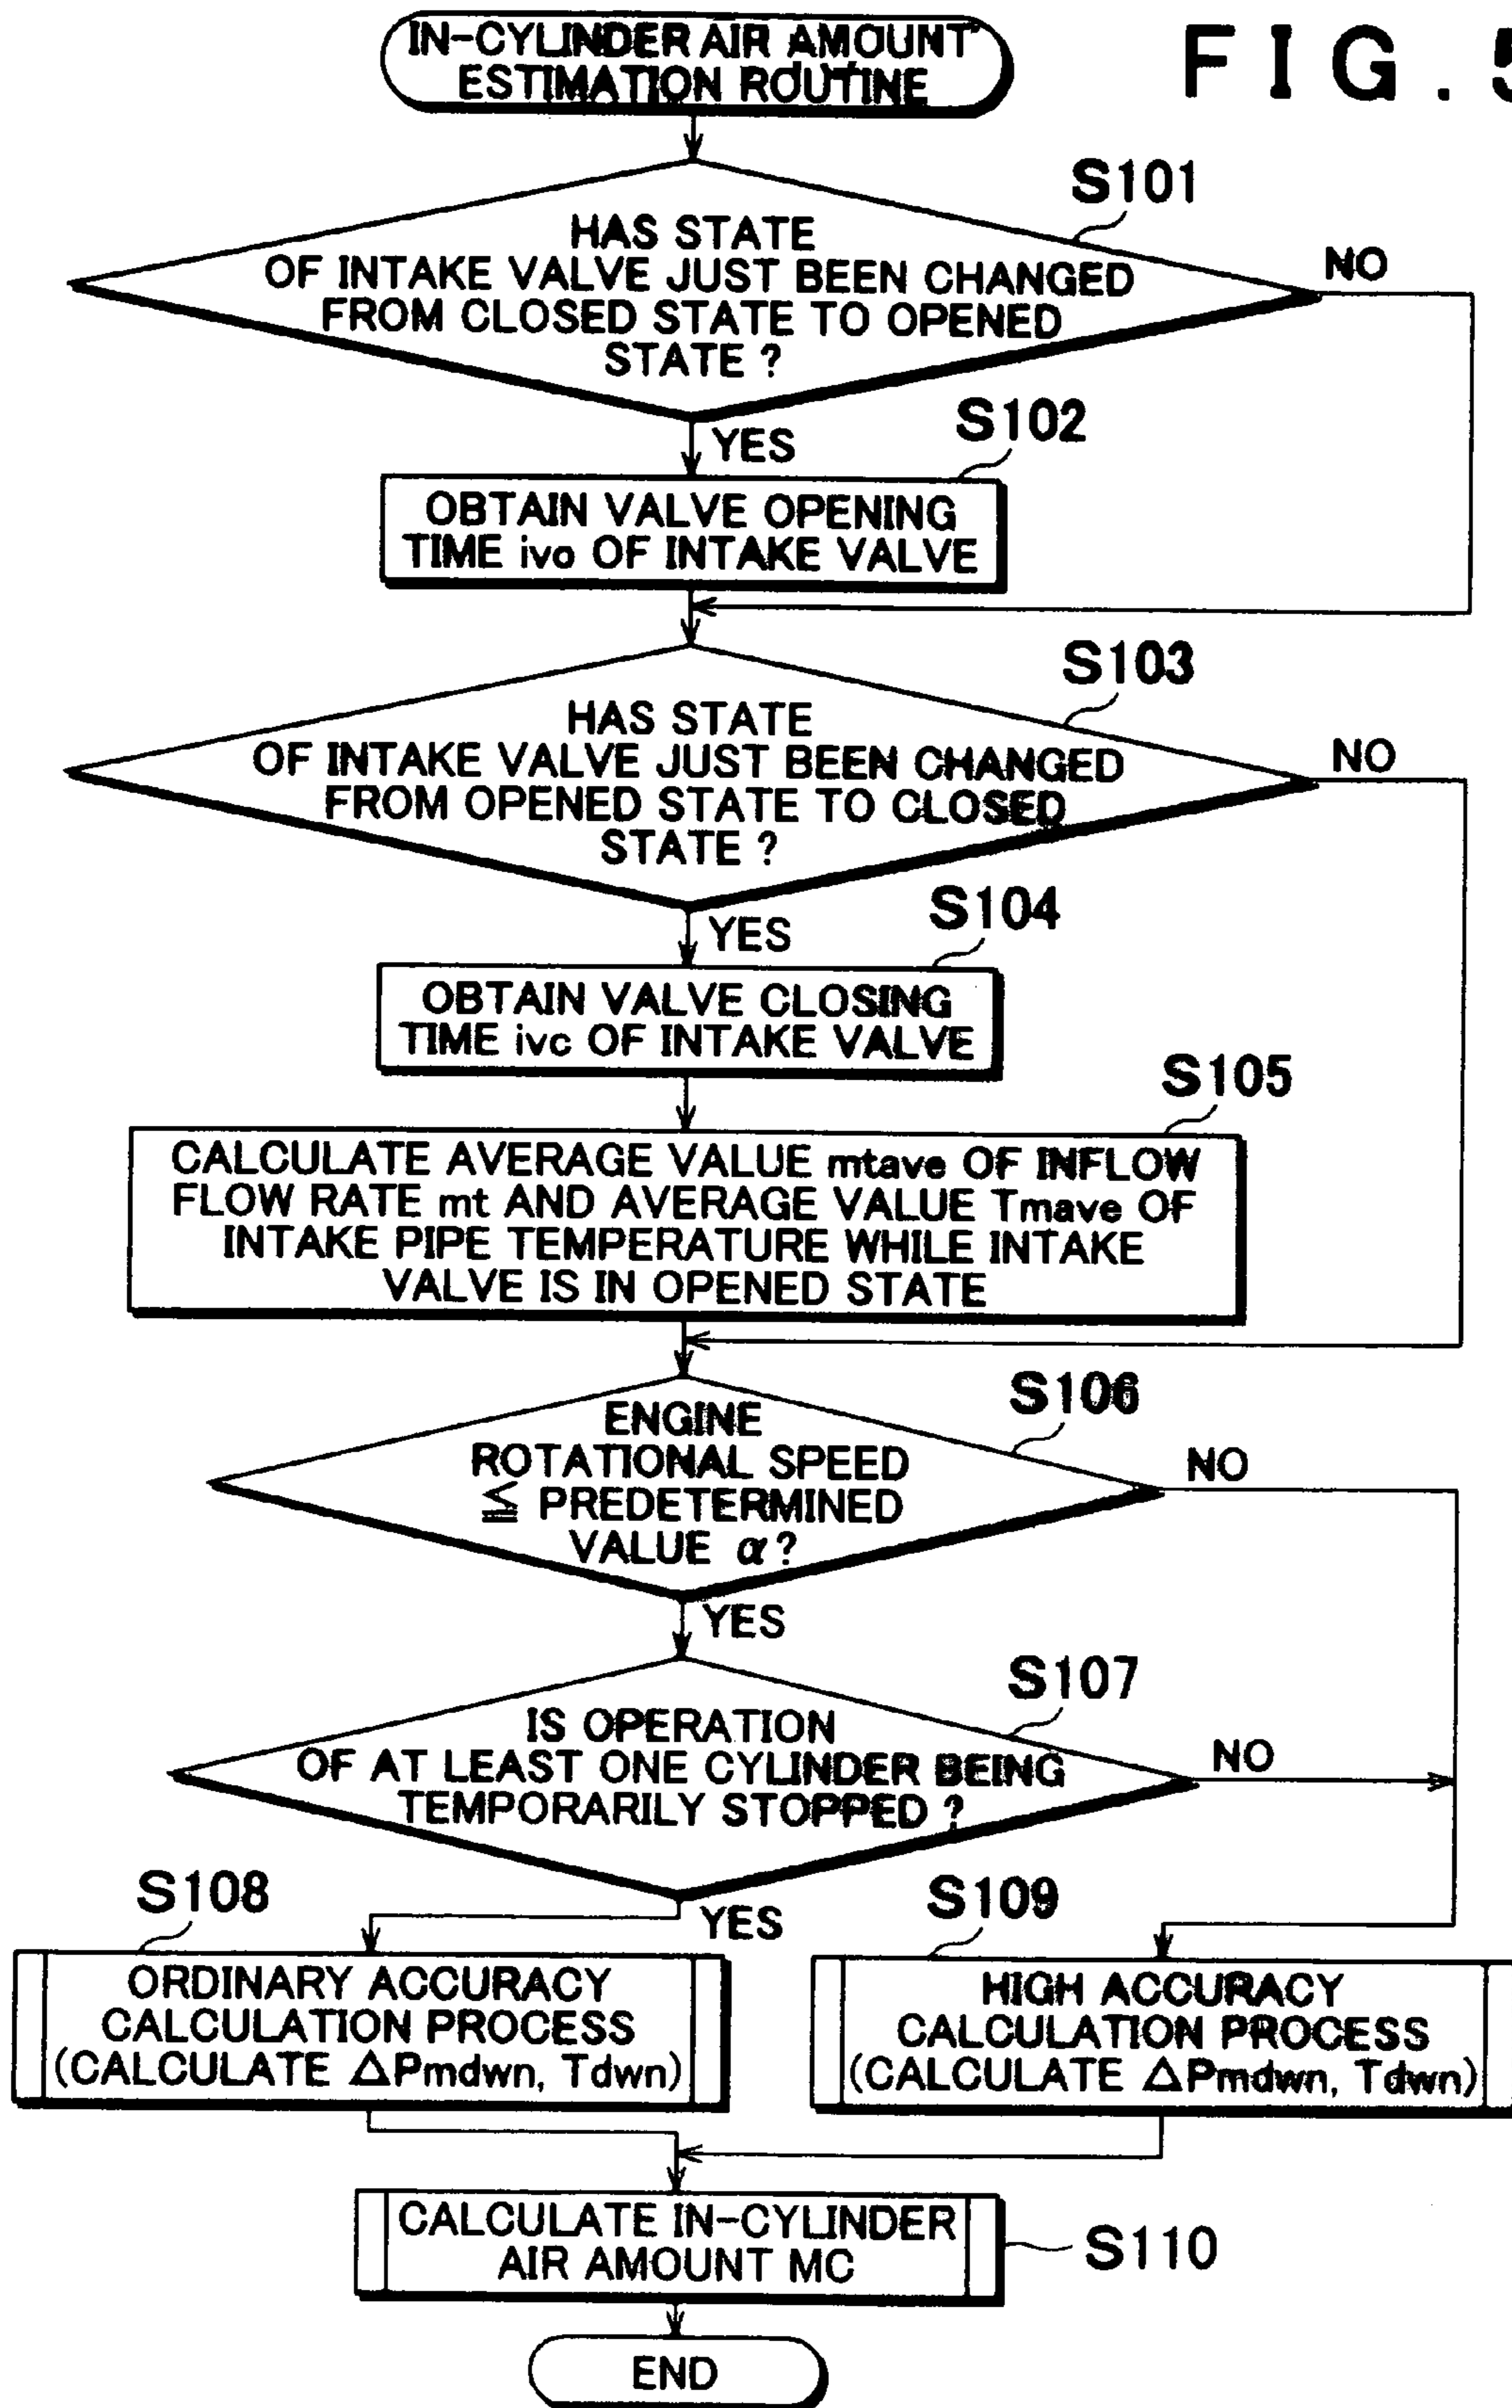 IN-CYLINDER AIR AMOUNT
ESTIMATION ROUTINE
FIG. 5
S101
HAS STATE
OF INTAKE VALVE JUST BEEN CHANGED
FROM CLOSED STATE TO OPENED
STATE ?
NO
YES
S102
OBTAIN VALVE OPENING
TIME ivo OF INTAKE VALVE
S103
HAS STATE
OF INTAKE VALVE JUST BEEN CHANGED
FROM OPENED STATE TO CLOSED
STATE ?
NO
YES
S104
OBTAIN VALVE CLOSING
TIME ivc OF INTAKE VALVE
S105
CALCULATE AVERAGE VALUE mtave OF INFLOW
FLOW RATE mt AND AVERAGE VALUE Tmave OF
INTAKE PIPE TEMPERATURE WHILE INTAKE
VALVE IS IN OPENED STATE
S106
ENGINE
ROTATIONAL SPEED
≦ PREDETERMINED
VALUE α?
NO
YES
S107
IS OPERATION
OF AT LEAST ONE CYLINDER BEING
TEMPORARILY STOPPED ?
NO
YES
S108
ORDINARY ACCURACY
CALCULATION PROCESS
(CALCULATE ΔPmdwn, Tdwn)
S109
HIGH ACCURACY
CALCULATION PROCESS
(CALCULATE ΔPmdwn, Tdwn)
CALCULATE IN-CYLINDER
AIR AMOUNT MC
S110
END